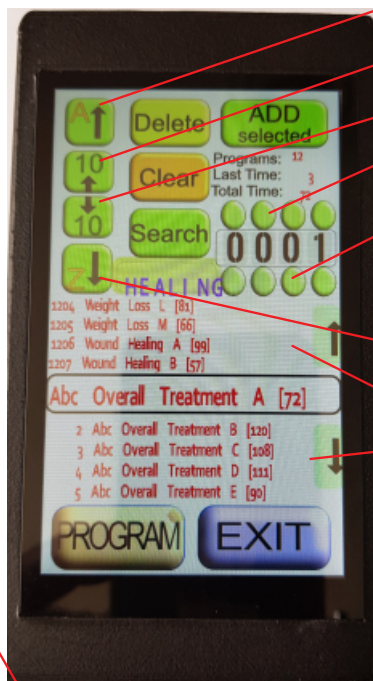 A
Delete
ADD
selected
10
Clear
Programs: 12
Last Time: 3
Total Time: 72
10
Search
0001
Z
HEALING
1204 Weight Loss L [81]
1205 Weight Loss M [66]
1206 Wound Healing A [99]
1207 Wound Healing B [57]
Abc Overall Treatment A [72]
2 Abc Overall Treatment B [120]
3 Abc Overall Treatment C [108]
4 Abc Overall Treatment D [111]
5 Abc Overall Treatment E [90]
PROGRAM
EXIT